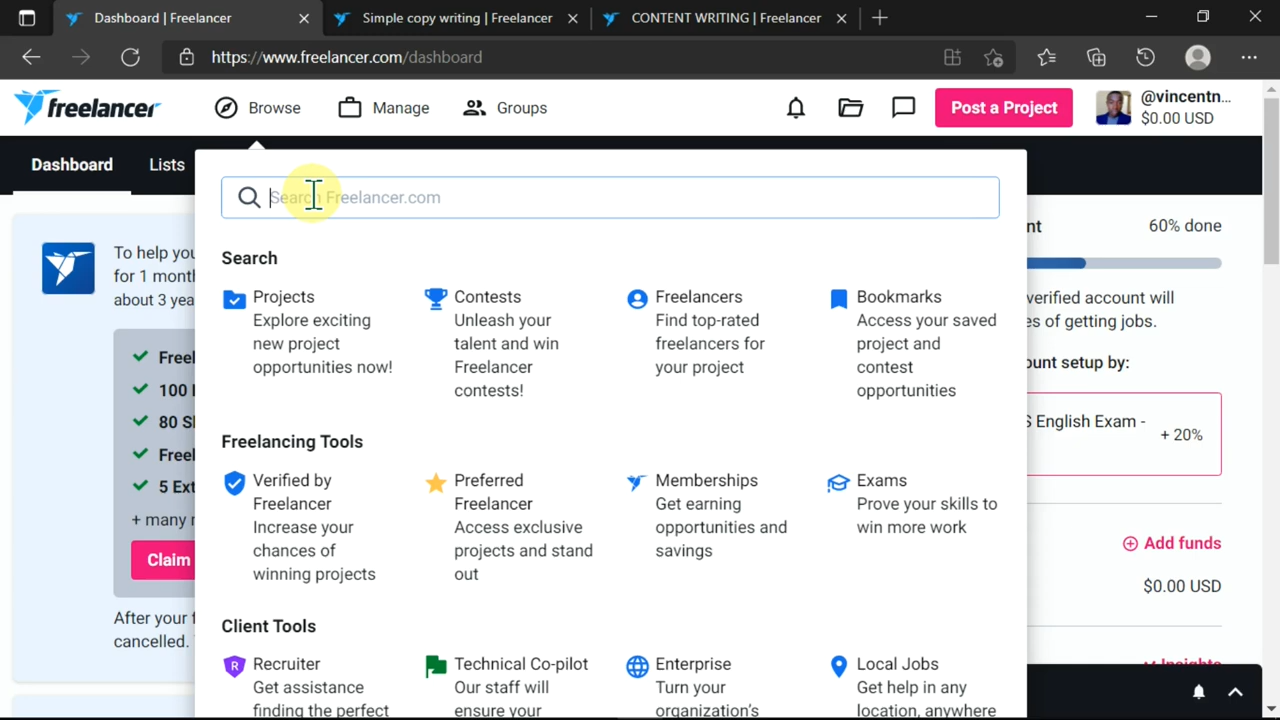 Dashboard | Freelancer
Simple copy writing | Freelancer
CONTENT WRITING | Freelancer
https://www.freelancer.com/dashboard
freelancer
Browse
Manage
Groups
Post a Project
@vincentn...
$0.00 USD
Dashboard
Lists
Search Freelancer.com
To help you
for 1 month
about 3 yea
Freel
100
80 S
Freel
5 Ext
+ many
Claim
After your f
cancelled.
Search
Projects
Explore exciting
new project
opportunities now!
Contests
Unleash your
talent and win
Freelancer
contests!
Freelancers
Find top-rated
freelancers for
your project
Bookmarks
Access your saved
project and
contest
opportunities
Freelancing Tools
Verified by
Freelancer
Increase your
chances of
winning projects
Preferred
Freelancer
Access exclusive
projects and stand
out
Memberships
Get earning
opportunities and
savings
Exams
Prove your skills to
win more work
Client Tools
R
Recruiter
Get assistance
finding the perfect
Technical Co-pilot
Our staff will
ensure your
Enterprise
Turn your
organization's
Local Jobs
Get help in any
location, anywhere
nt
60% done
verified account will
es of getting jobs.
ount setup by:
S English Exam -
+ 20%
Add funds
$0.00 USD
Insights